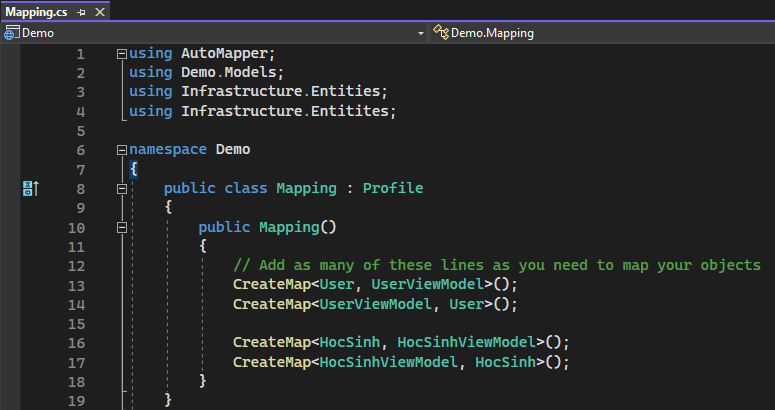 Mapping.cs
Demo
Demo.Mapping
1 using AutoMapper;
2 using Demo.Models;
3 using Infrastructure.Entities;
4 using Infrastructure.Entitites;
5
6 namespace Demo
7 {
8 public class Mapping : Profile
9 {
10 public Mapping()
11 {
12 // Add as many of these lines as you need to map your objects
13 CreateMap<User, UserViewModel>();
14 CreateMap<UserViewModel, User>();
15
16 CreateMap<HocSinh, HocSinhViewModel>();
17 CreateMap<HocSinhViewModel, HocSinh>();
18 }
19 }